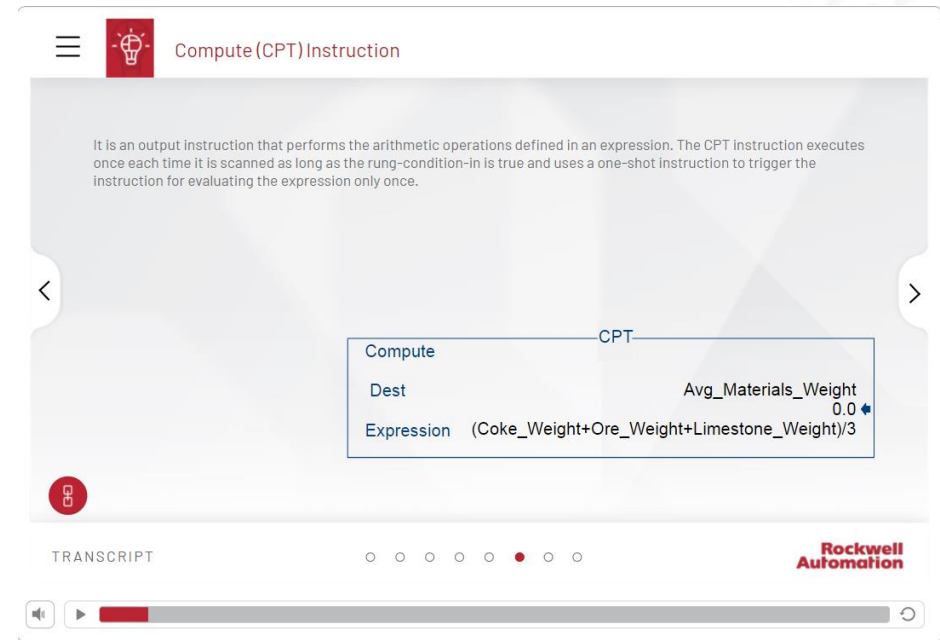 Compute (CPT) Instruction
It is an output instruction that performs the arithmetic operations defined in an expression. The CPT instruction executes
once each time it is scanned as long as the rung-condition-in is true and uses a one-shot instruction to trigger the
instruction for evaluating the expression only once.
CPT
Compute
Dest Avg_Materials_Weight
0.0
Expression (Coke_Weight+Ore_Weight+Limestone_Weight)/3
TRANSCRIPT
Rockwell
Automation